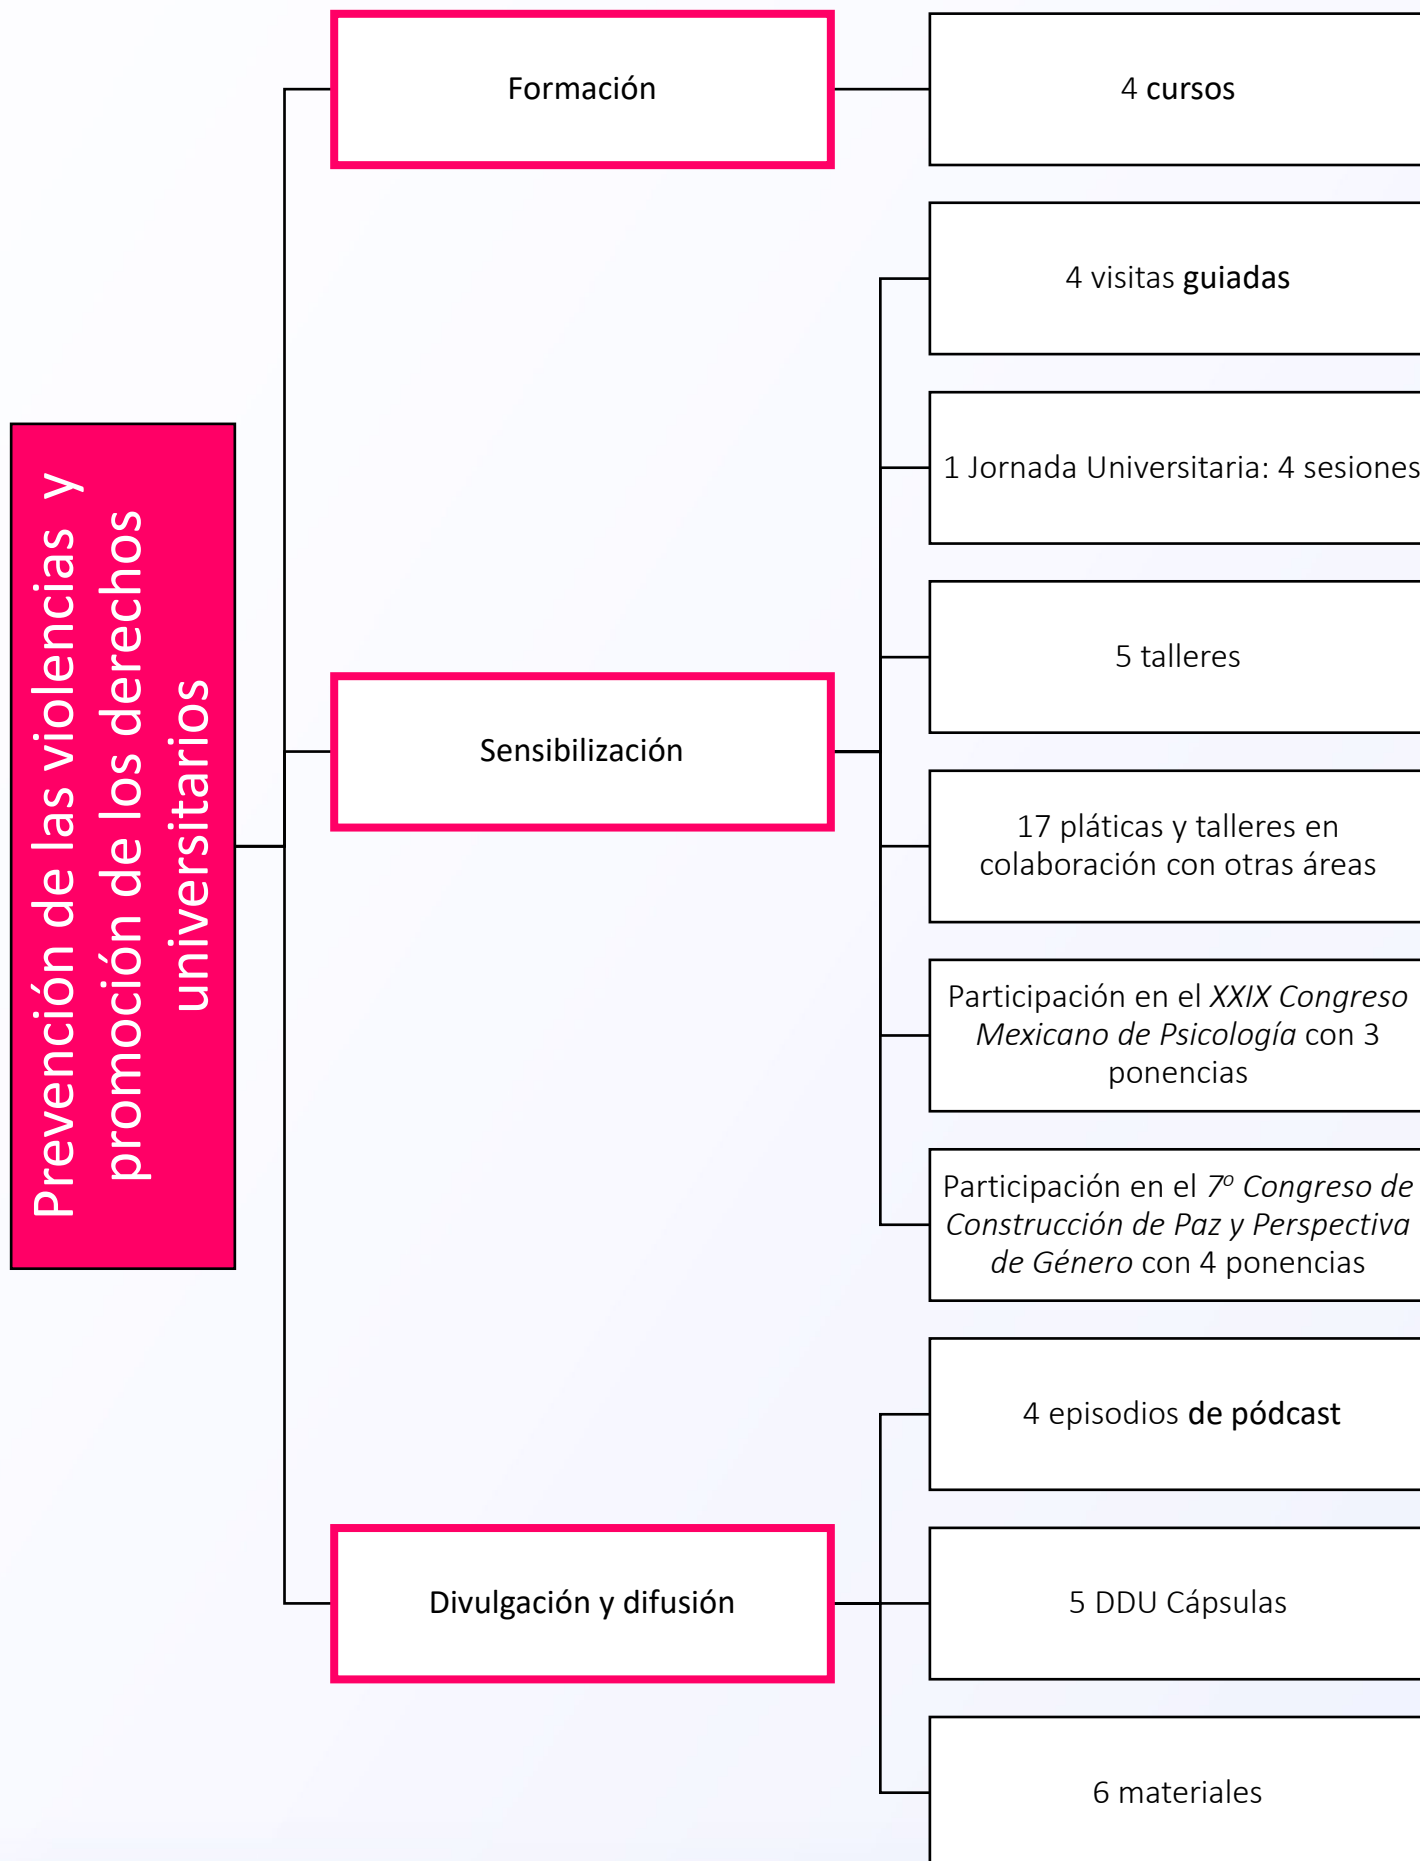 Prevención de las violencias y
promoción de los derechos
universitarios
Formación
4 cursos
Sensibilización
4 visitas guiadas
1 Jornada Universitaria: 4 sesiones
5 talleres
17 pláticas y talleres en
colaboración con otras áreas
Participación en el XXIX Congreso
Mexicano de Psicología con 3
ponencias
Participación en el 7º Congreso de
Construcción de Paz y Perspectiva
de Género con 4 ponencias
Divulgación y difusión
4 episodios de pódcast
5 DDU Cápsulas
6 materiales